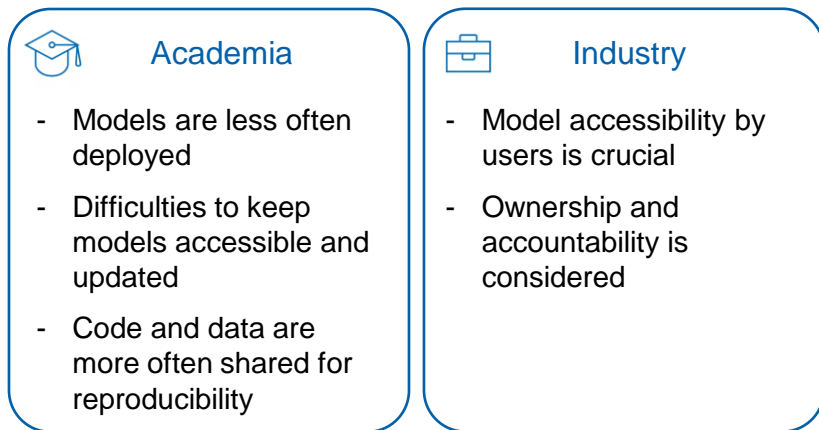 Academia
- Models are less often
deployed
- Difficulties to keep
models accessible and
updated
- Code and data are
more often shared for
reproducibility
Industry
- Model accessibility by
users is crucial
- Ownership and
accountability is
considered